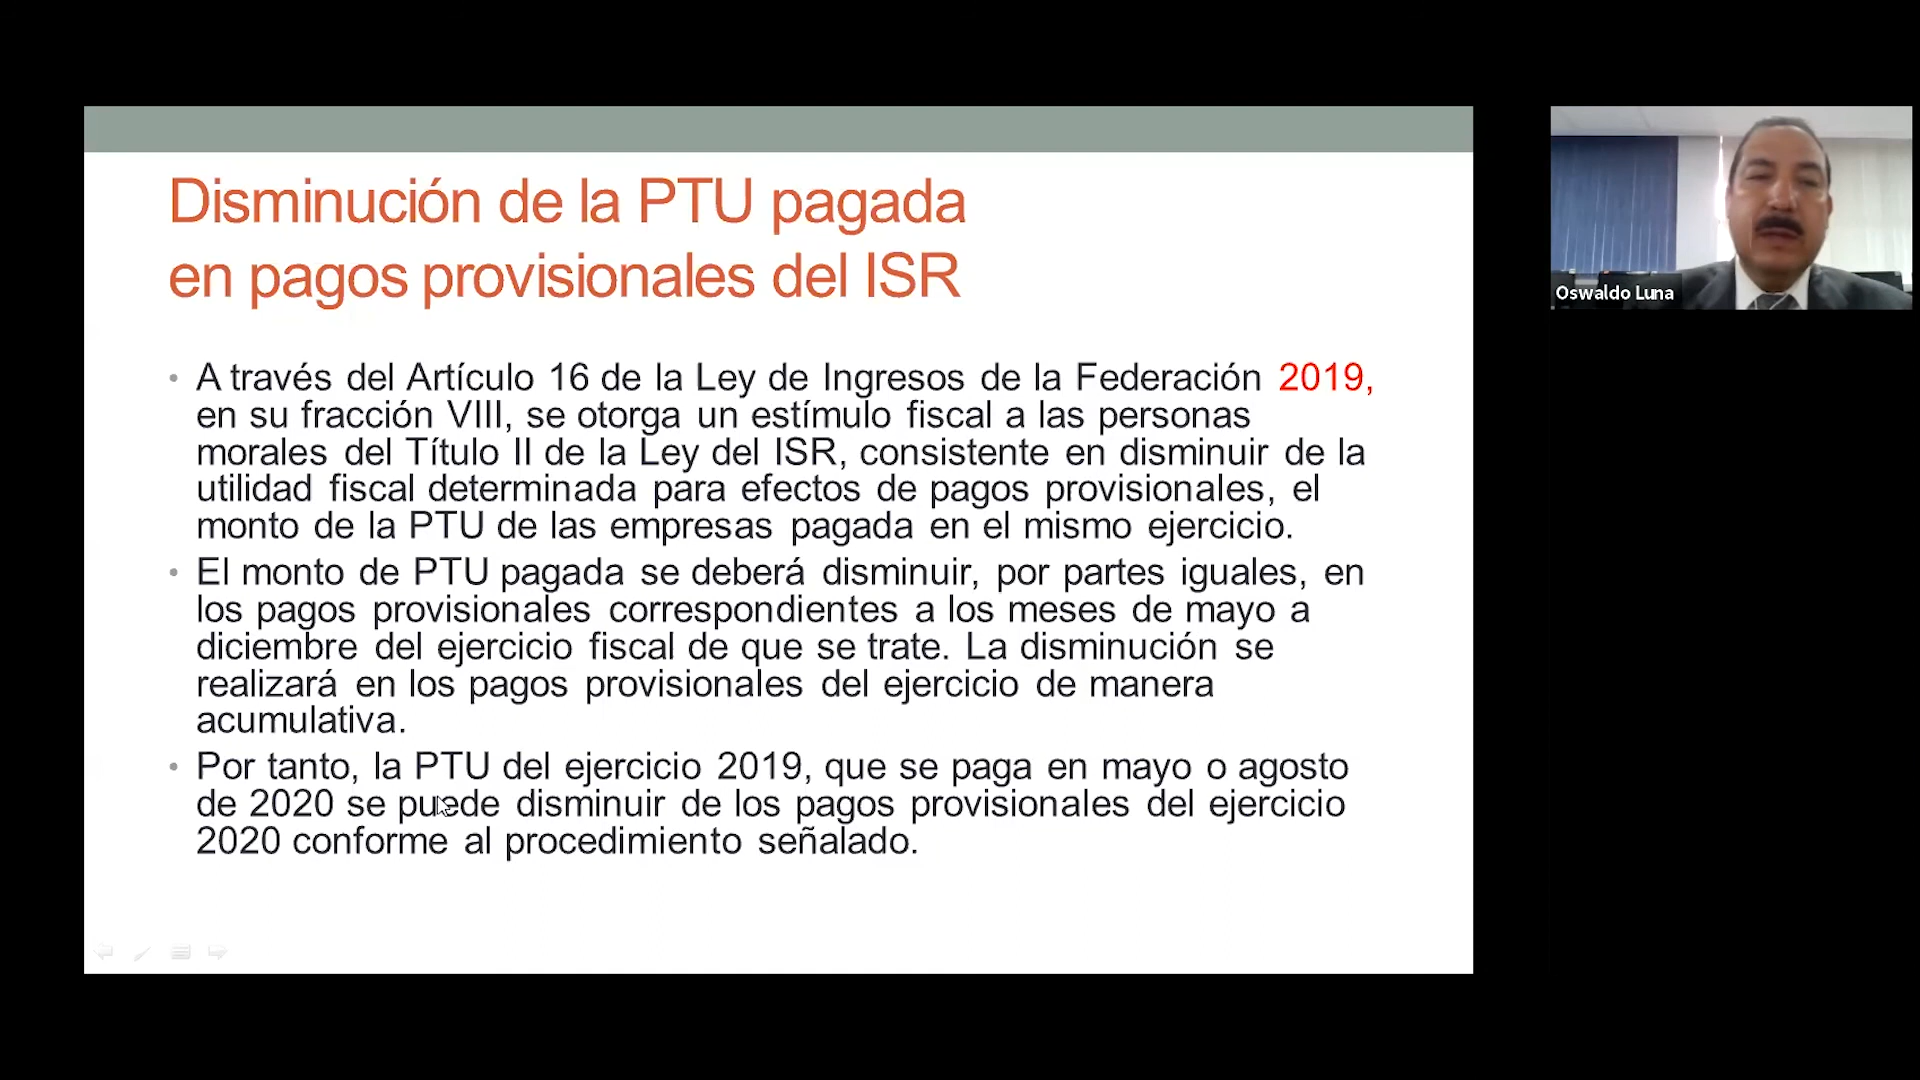 Disminución de la PTU pagada
en pagos provisionales del ISR
• A través del Artículo 16 de la Ley de Ingresos de la Federación 2019,
en su fracción VIII, se otorga un estímulo fiscal a las personas
morales del Título II de la Ley del ISR, consistente en disminuir de la
utilidad fiscal determinada para efectos de pagos provisionales, el
monto de la PTU de las empresas pagada en el mismo ejercicio.
• El monto de PTU pagada se deberá disminuir, por partes iguales, en
los pagos provisionales correspondientes a los meses de mayo a
diciembre del ejercicio fiscal de que se trate. La disminución se
realizará en los pagos provisionales del ejercicio de manera
acumulativa.
• Por tanto, la PTU del ejercicio 2019, que se paga en mayo o agosto
de 2020 se puede disminuir de los pagos provisionales del ejercicio
2020 conforme al procedimiento señalado.
Oswaldo Luna